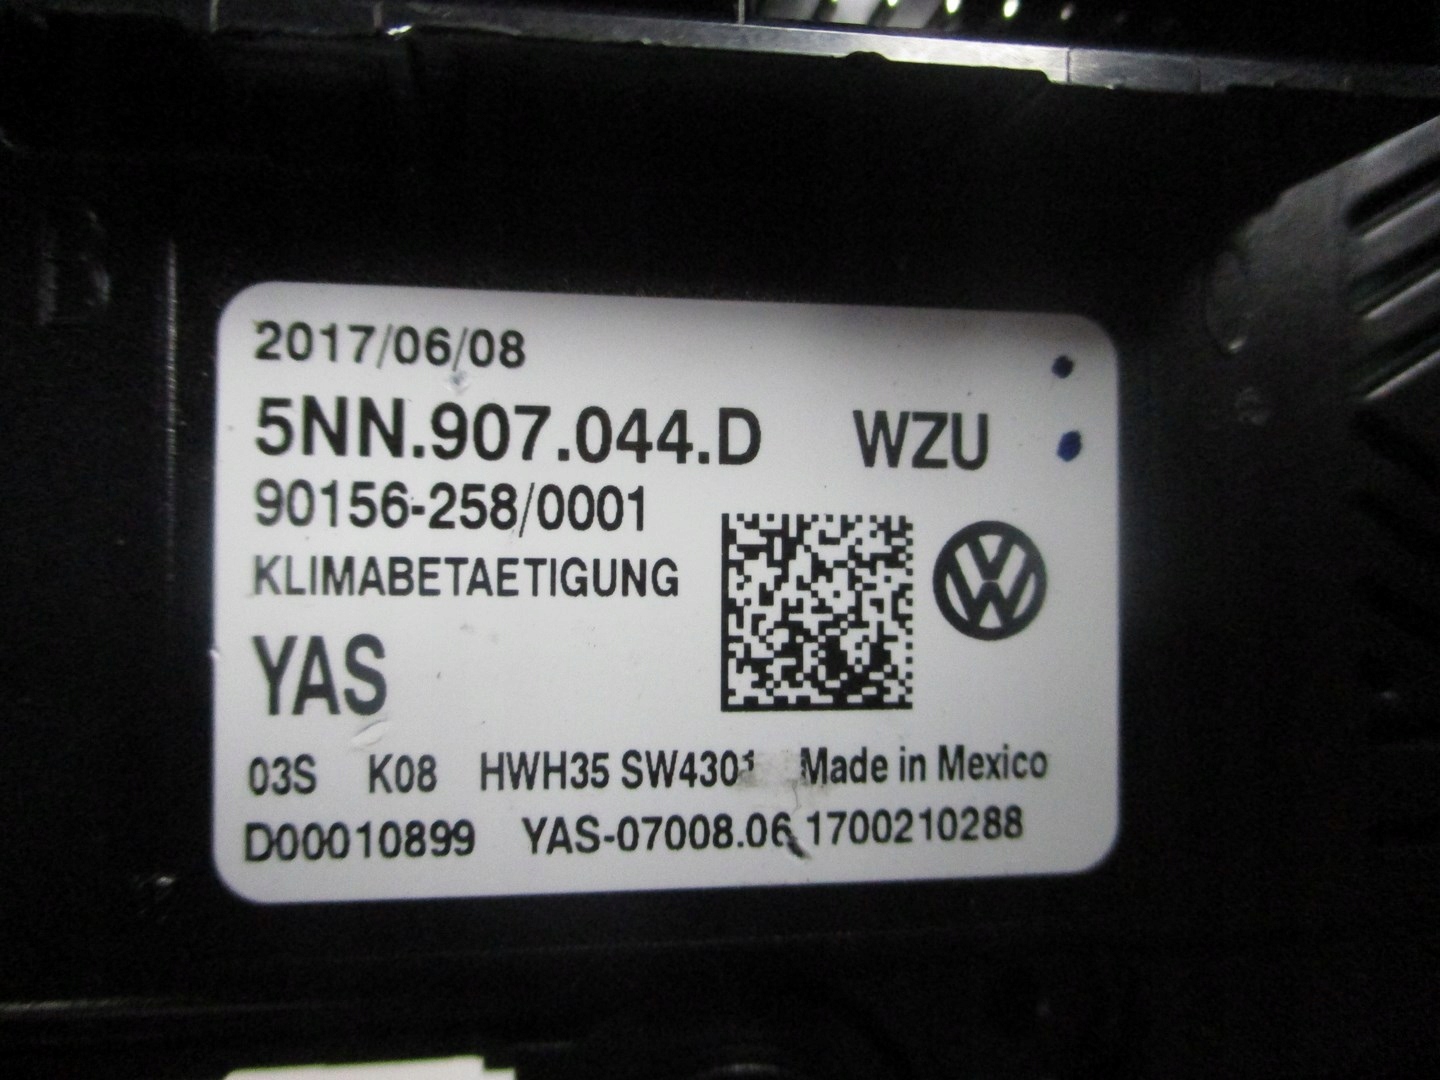 2017/06/08
5NN.907.044.D WZU
90156-258/0001
KLIMABETAETIGUNG
YAS
03S K08 HWH35 SW4301 Made in Mexico
D00010899 YAS-07008.06 1700210288